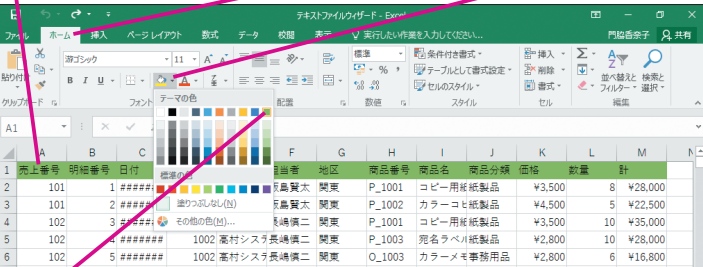 テキストファイルウィザード - Excel
ファイル ホーム 挿入 ページ レイアウト 数式 データ 校閲 表示 実行したい作業を入力してください... 門脇香奈子 共有
游ゴシック 11 標準 条件付き書式 挿入 Σ
貼り付け B I U テーブルとして書式設定 削除 並べ替えと 検索と
セルのスタイル 書式 フィルター 選択
クリップボード フォント 配置 数値 スタイル セル 編集
テーマの色
標準の色
塗りつぶしなし(N)
その他の色(M)...
A1
A B C F G H I J K L M N
1 売上番号 明細番号 日付 担当者 地区 商品番号 商品名 商品分類 価格 数量 計
2 101 1 ##### 飯島賢太 関東 P_1001 コピー用紙 紙製品 ¥3,500 8 ¥28,000
3 101 ##### 飯島賢太 関東 P_1002 カラーコピ 紙製品 ¥4,500 5 ¥22,500
4 102 3 ##### 長嶋慎二 関東 P_1001 コピー用紙 紙製品 ¥3,500 10 ¥35,000
5 102 4 ####### 1002 高村システ 長嶋慎二 関東 P_1003 宛名ラベル 紙製品 ¥2,800 10 ¥28,000
6 102 5 ####### 1002 高村システ 長嶋慎二 関東 O_1003 カラーメモ 事務用品 ¥2,800 6 ¥16,800